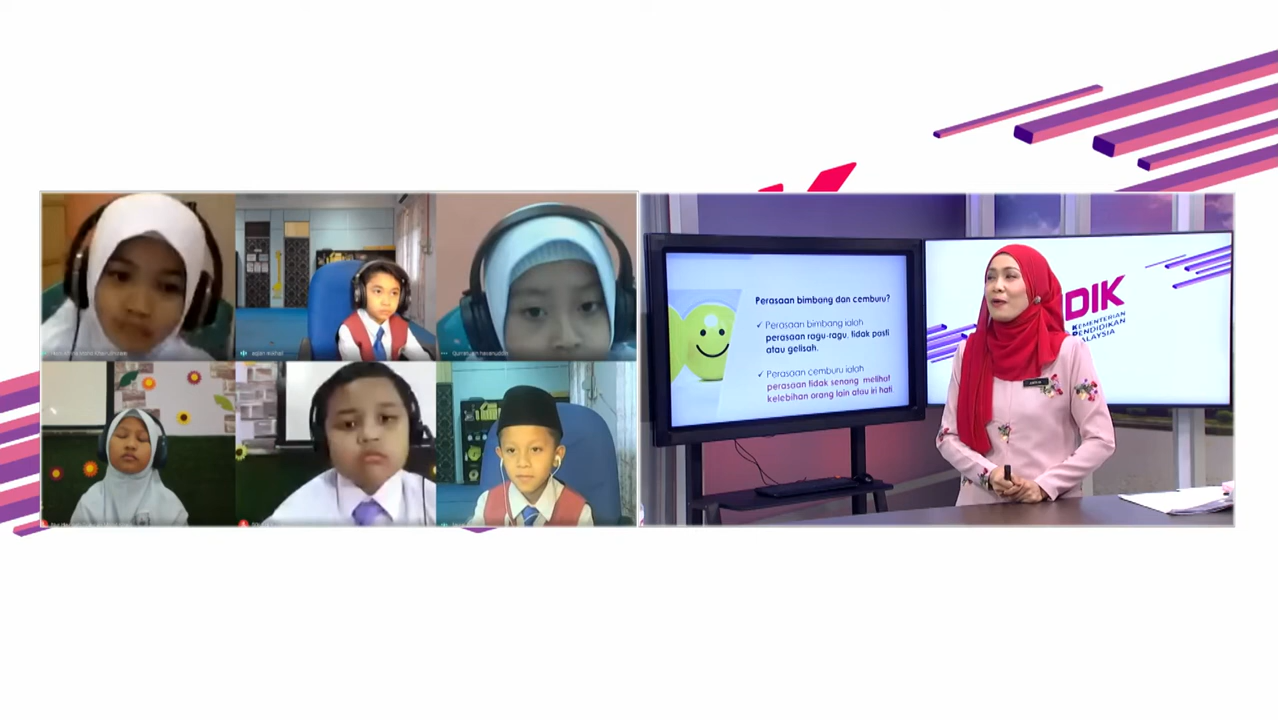 Perasaan bimbang dan cemburu?
✓ Perasaan bimbang ialah
perasaan ragu-ragu, tidak pasti
atau gelisah.
✓ Perasaan cemburu ialah
perasaan tidak senang melihat
kelebihan orang lain atau iri hati
DIK
KEMENTERIAN
PENDIDIKAN
MALAYSIA